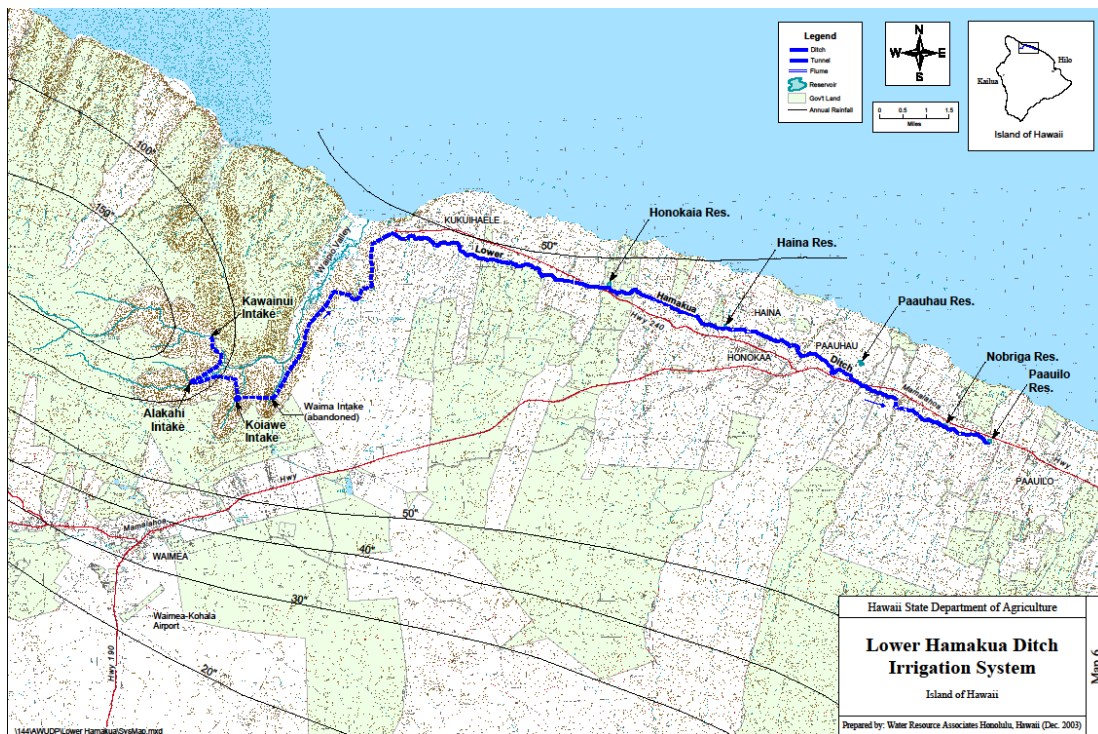 Legend
Ditch
Tunnel
Flume
Reservoir
Gov't Land
Annual Rainfall
N
W
E
S
0 0.5 1 1.5
Miles
Hilo
Kailua
Island of Hawaii
100"
150"
KUKUIHAELE
Waipio Valley
Lower
50"
Honokaia Res.
Haina Res.
Hamakua
HAINA
Paauhau Res.
Hwy 240
PAAUHAU
HONOKAA
Ditch
Nobriga Res.
Paauilo
Res.
Mamalahoa
Hwy
PAAUILO
Kawainui
Intake
Alakahi
Intake
Koiawe
Intake
Waima Intake
(abandoned)
Hwy
Mamalahoa
WAIMEA
50"
40"
30"
20"
Waimea-Kohala
Airport
Hwy 190
Hawaii State Department of Agriculture
Lower Hamakua Ditch
Irrigation System
Island of Hawaii
Prepared by: Water Resource Associates Honolulu, Hawaii (Dec. 2003)
Map 6
\144\AWUDP\Lower Hamakua\SysMap.mxd